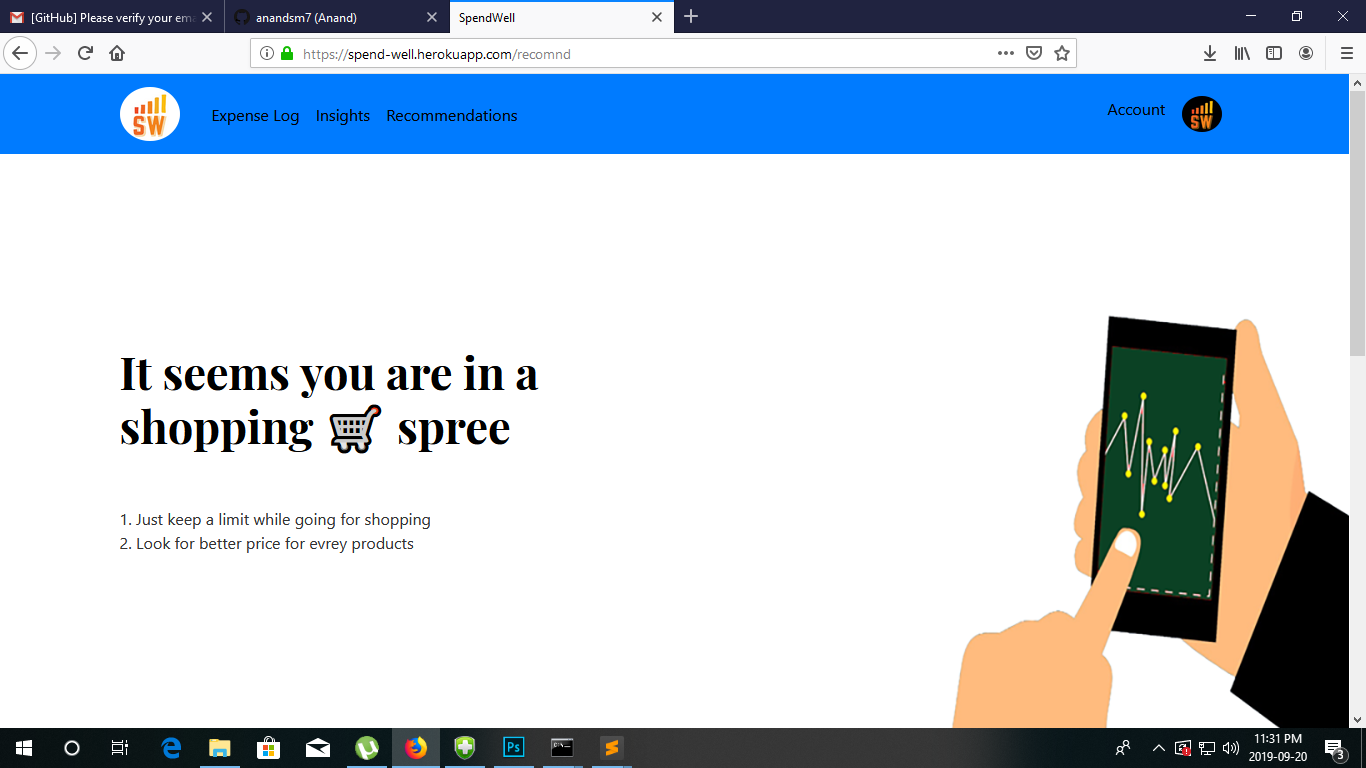 [GitHub] Please verify your ema
anandsm7 (Anand)
SpendWell
https://spend-well.herokuapp.com/recomnd
SW
Expense Log
Insights
Recommendations
Account
SW
It seems you are in a
shopping 🛒 spree
1. Just keep a limit while going for shopping
2. Look for better price for evrey products
Ps
11:31 PM
2019-09-20
3